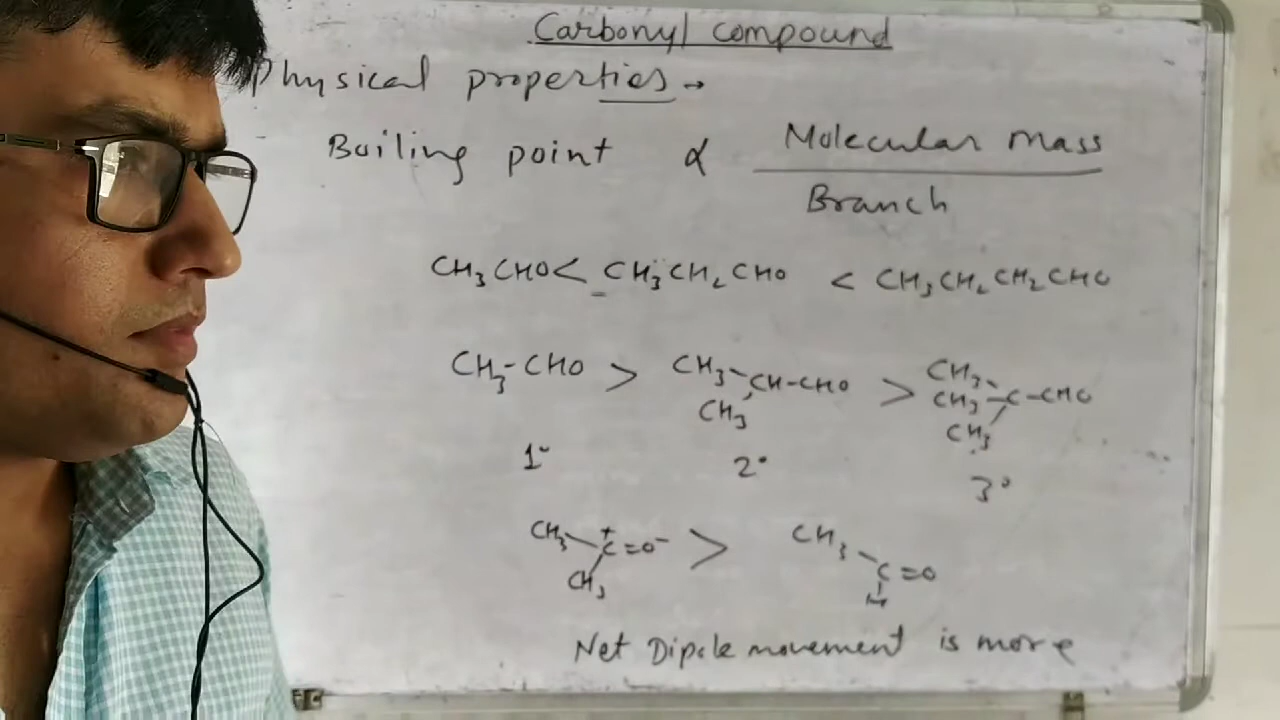 Carbonyl compound
Physical properties →
Boiling point ∝ Molecular mass
Branch
CH₃CHO < CH₃CH₂CHO < CH₃CH₂CH₂CHO
CH₃-CHO > CH₃ CH-CHO > CH₃ CH₃-C-CHO
CH₃ CH₃
1° 2° 3°
CH₃ C⁺=O⁻ > CH₃ C=O
CH₃ H
Net Dipole movement is more